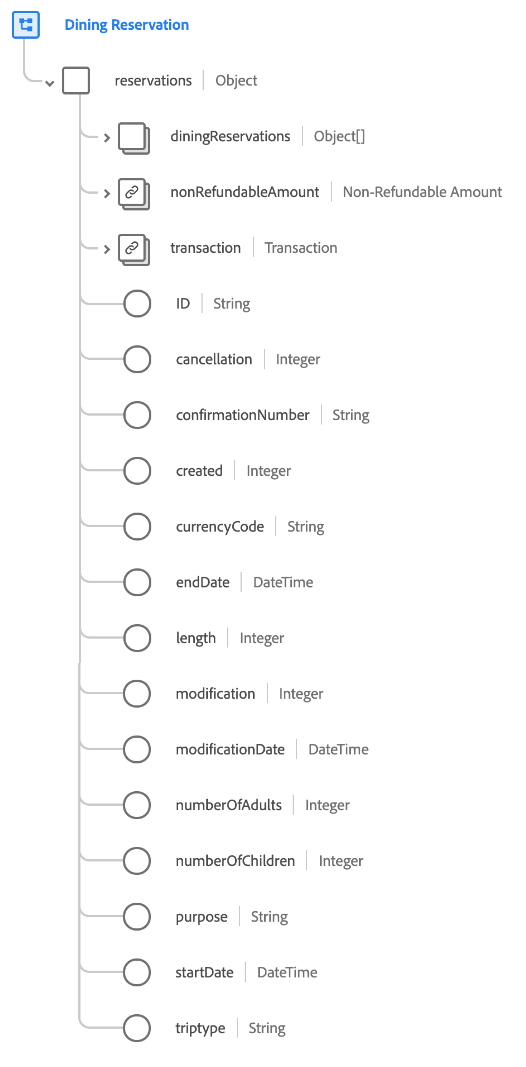 Dining Reservation
reservations Object
diningReservations Object[]
nonRefundableAmount Non-Refundable Amount
transaction Transaction
ID String
cancellation Integer
confirmationNumber String
created Integer
currencyCode String
endDate DateTime
length Integer
modification Integer
modificationDate DateTime
numberOfAdults Integer
numberOfChildren Integer
purpose String
startDate DateTime
triptype String